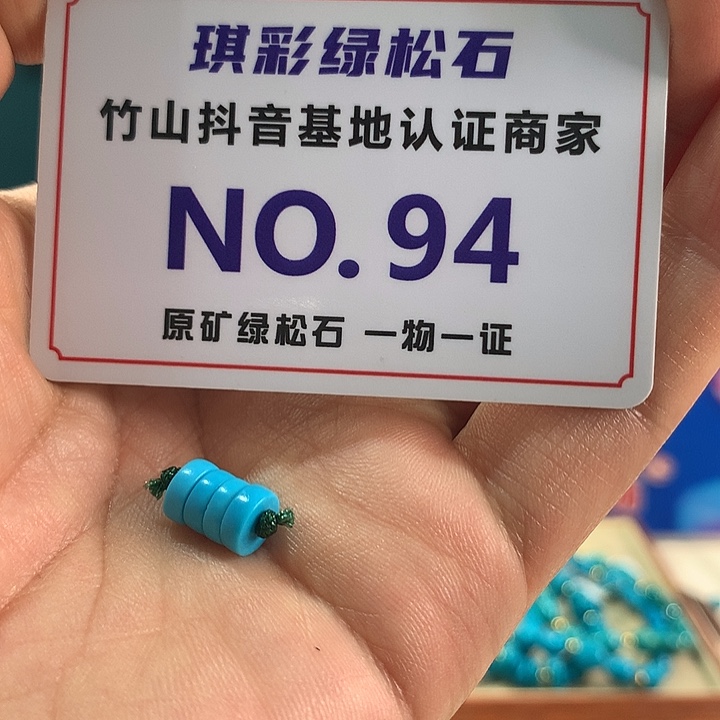 琪彩绿松石
竹山抖音基地认证商家
NO.94
原矿绿松石 一物一证